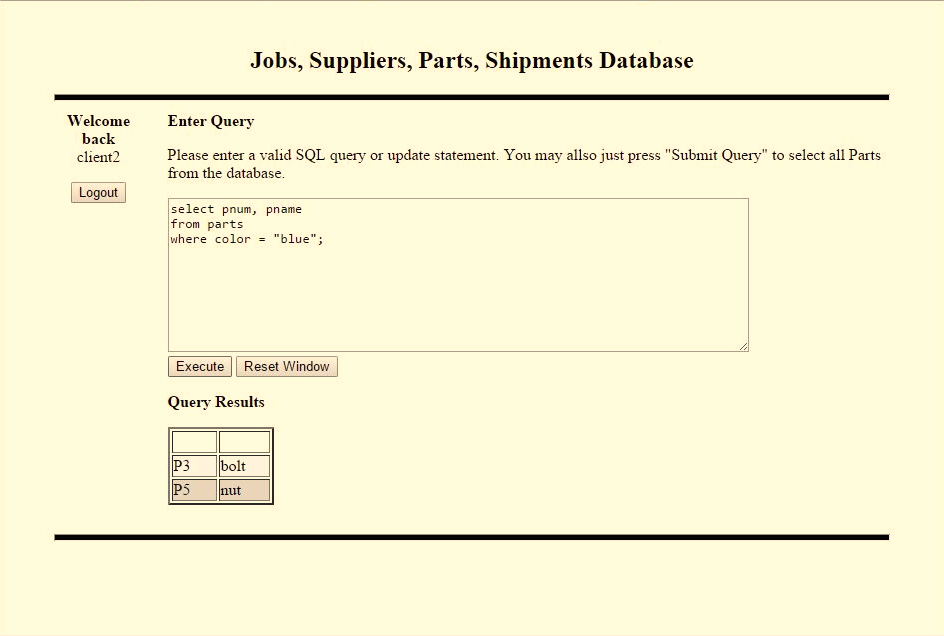 Jobs, Suppliers, Parts, Shipments Database
Welcome
back
client2
Logout
Enter Query
Please enter a valid SQL query or update statement. You may allso just press "Submit Query" to select all Parts
from the database.
select pnum, pname
from parts
where color = "blue";
Execute Reset Window
Query Results
P3 bolt
P5 nut